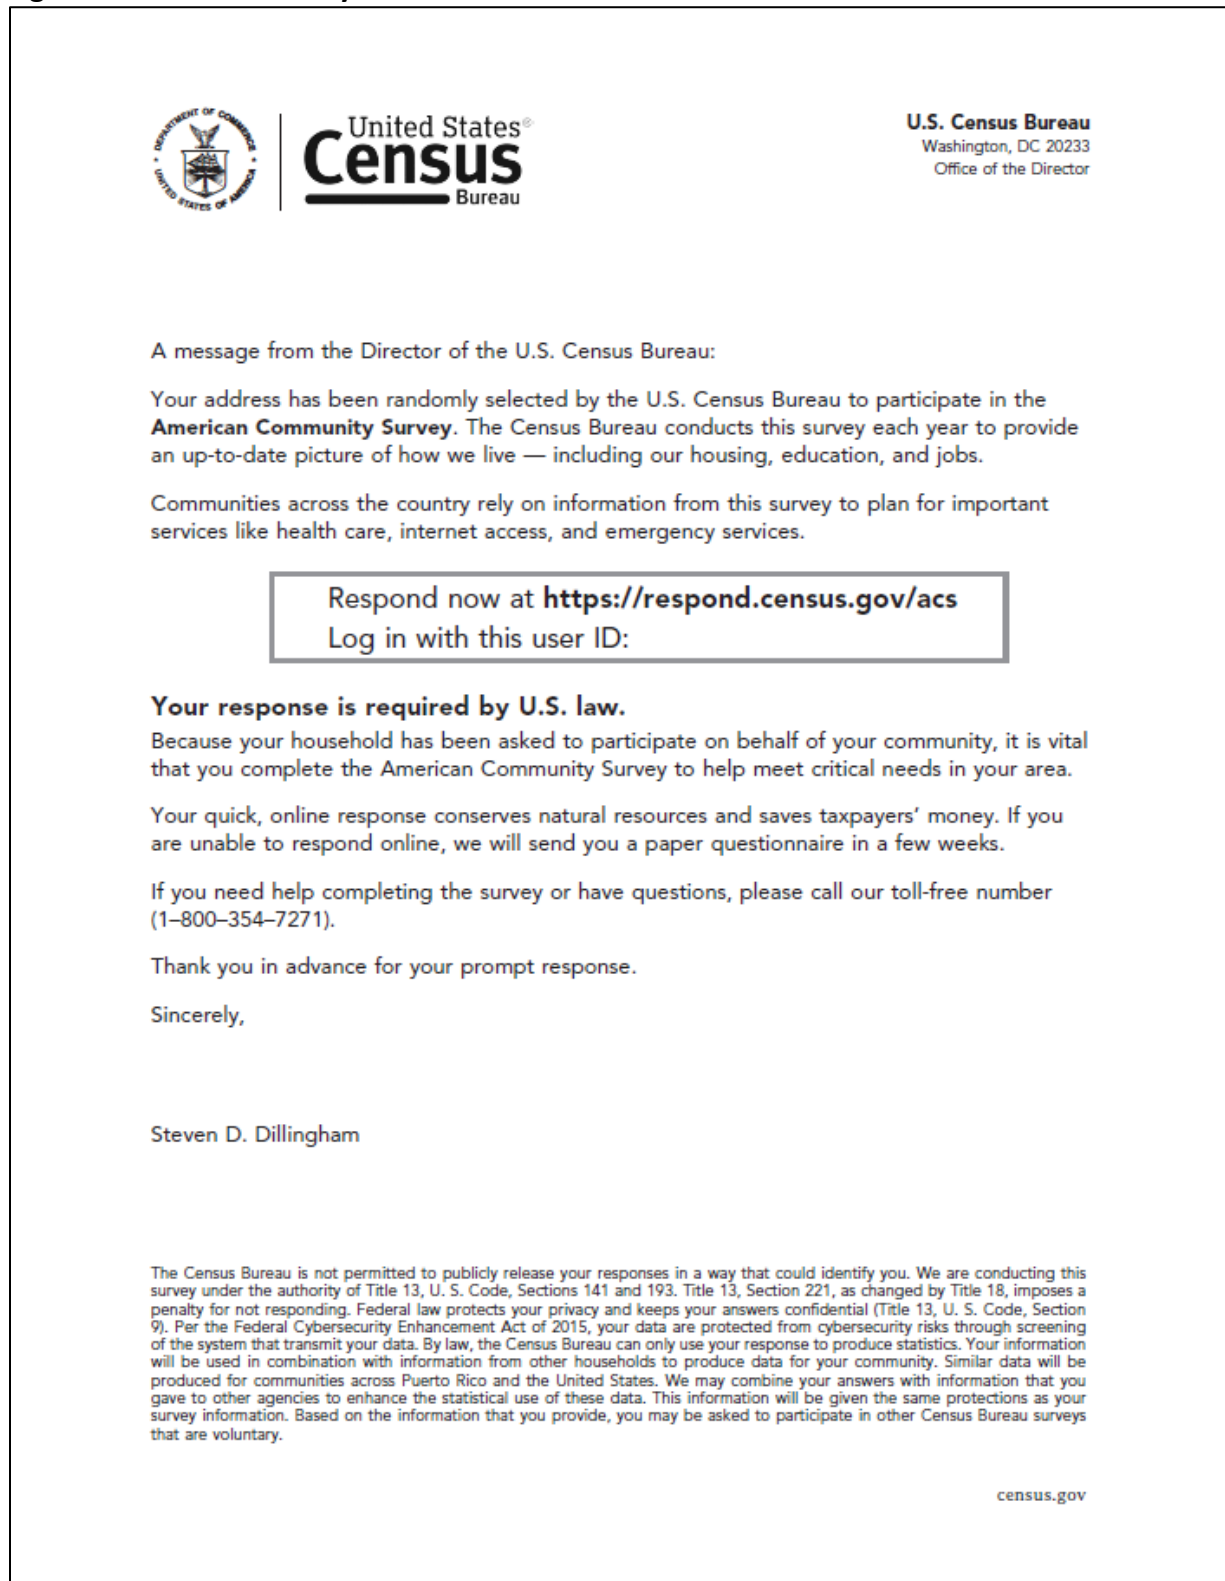 DEPARTMENT OF COMMERCE
UNITED STATES OF AMERICA
United States®
Census
Bureau
U.S. Census Bureau
Washington, DC 20233
Office of the Director
A message from the Director of the U.S. Census Bureau:
Your address has been randomly selected by the U.S. Census Bureau to participate in the
American Community Survey. The Census Bureau conducts this survey each year to provide
an up-to-date picture of how we live — including our housing, education, and jobs.
Communities across the country rely on information from this survey to plan for important
services like health care, internet access, and emergency services.
Respond now at https://respond.census.gov/acs
Log in with this user ID:
Your response is required by U.S. law.
Because your household has been asked to participate on behalf of your community, it is vital
that you complete the American Community Survey to help meet critical needs in your area.
Your quick, online response conserves natural resources and saves taxpayers’ money. If you
are unable to respond online, we will send you a paper questionnaire in a few weeks.
If you need help completing the survey or have questions, please call our toll-free number
(1–800–354–7271).
Thank you in advance for your prompt response.
Sincerely,
Steven D. Dillingham
The Census Bureau is not permitted to publicly release your responses in a way that could identify you. We are conducting this
survey under the authority of Title 13, U. S. Code, Sections 141 and 193. Title 13, Section 221, as changed by Title 18, imposes a
penalty for not responding. Federal law protects your privacy and keeps your answers confidential (Title 13, U. S. Code, Section
9). Per the Federal Cybersecurity Enhancement Act of 2015, your data are protected from cybersecurity risks through screening
of the system that transmit your data. By law, the Census Bureau can only use your response to produce statistics. Your information
will be used in combination with information from other households to produce data for your community. Similar data will be
produced for communities across Puerto Rico and the United States. We may combine your answers with information that you
gave to other agencies to enhance the statistical use of these data. This information will be given the same protections as your
survey information. Based on the information that you provide, you may be asked to participate in other Census Bureau surveys
that are voluntary.
census.gov